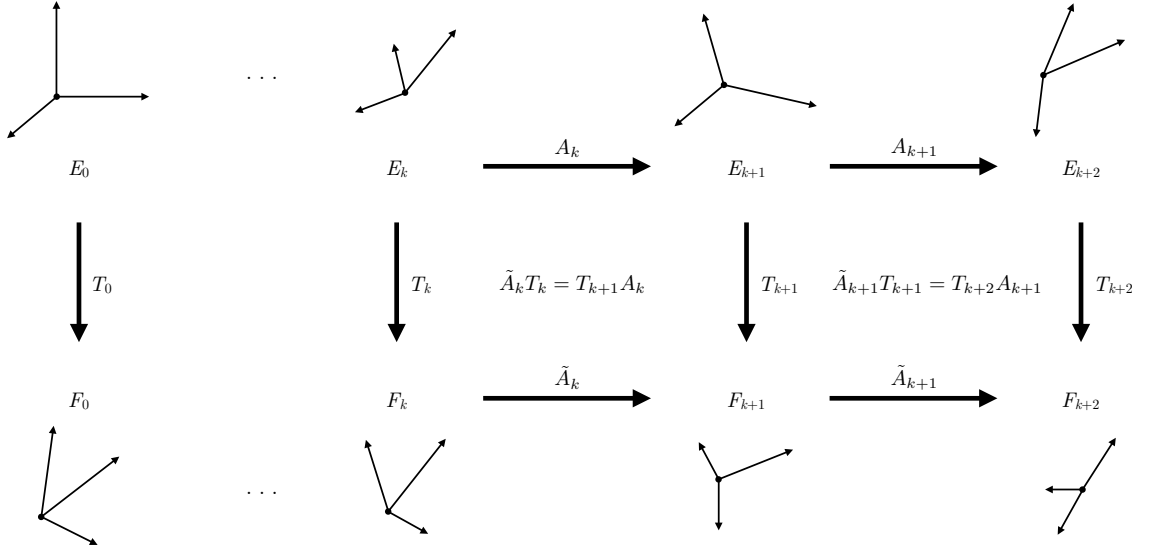 . . .
A_k A_{k+1}
E_0 E_k E_{k+1} E_{k+2}
T_0 T_k Ã_k T_k = T_{k+1} A_k T_{k+1} Ã_{k+1} T_{k+1} = T_{k+2} A_{k+1} T_{k+2}
Ã_k Ã_{k+1}
F_0 F_k F_{k+1} F_{k+2}
. . .